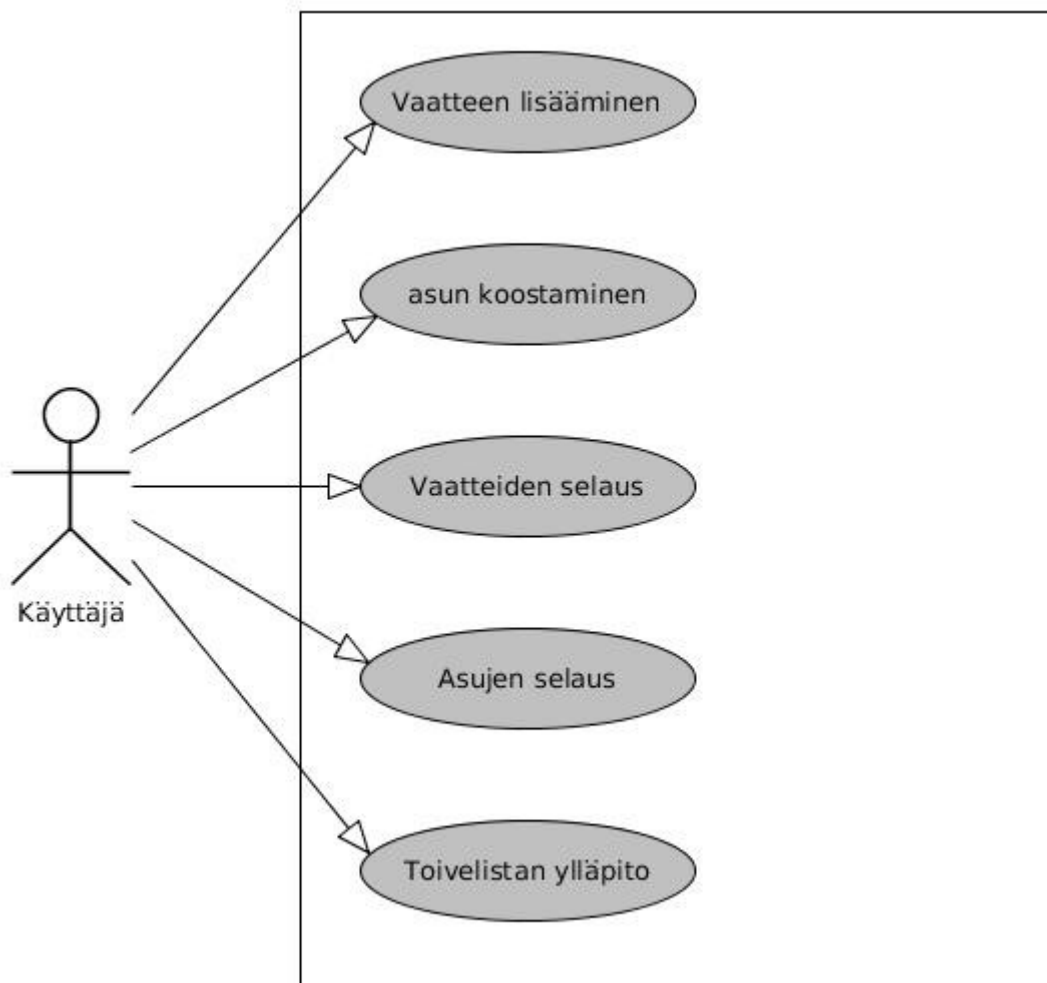 Vaatteen lisääminen
asun koostaminen
Vaatteiden selaus
Käyttäjä
Asujen selaus
Toivelistan ylläpito